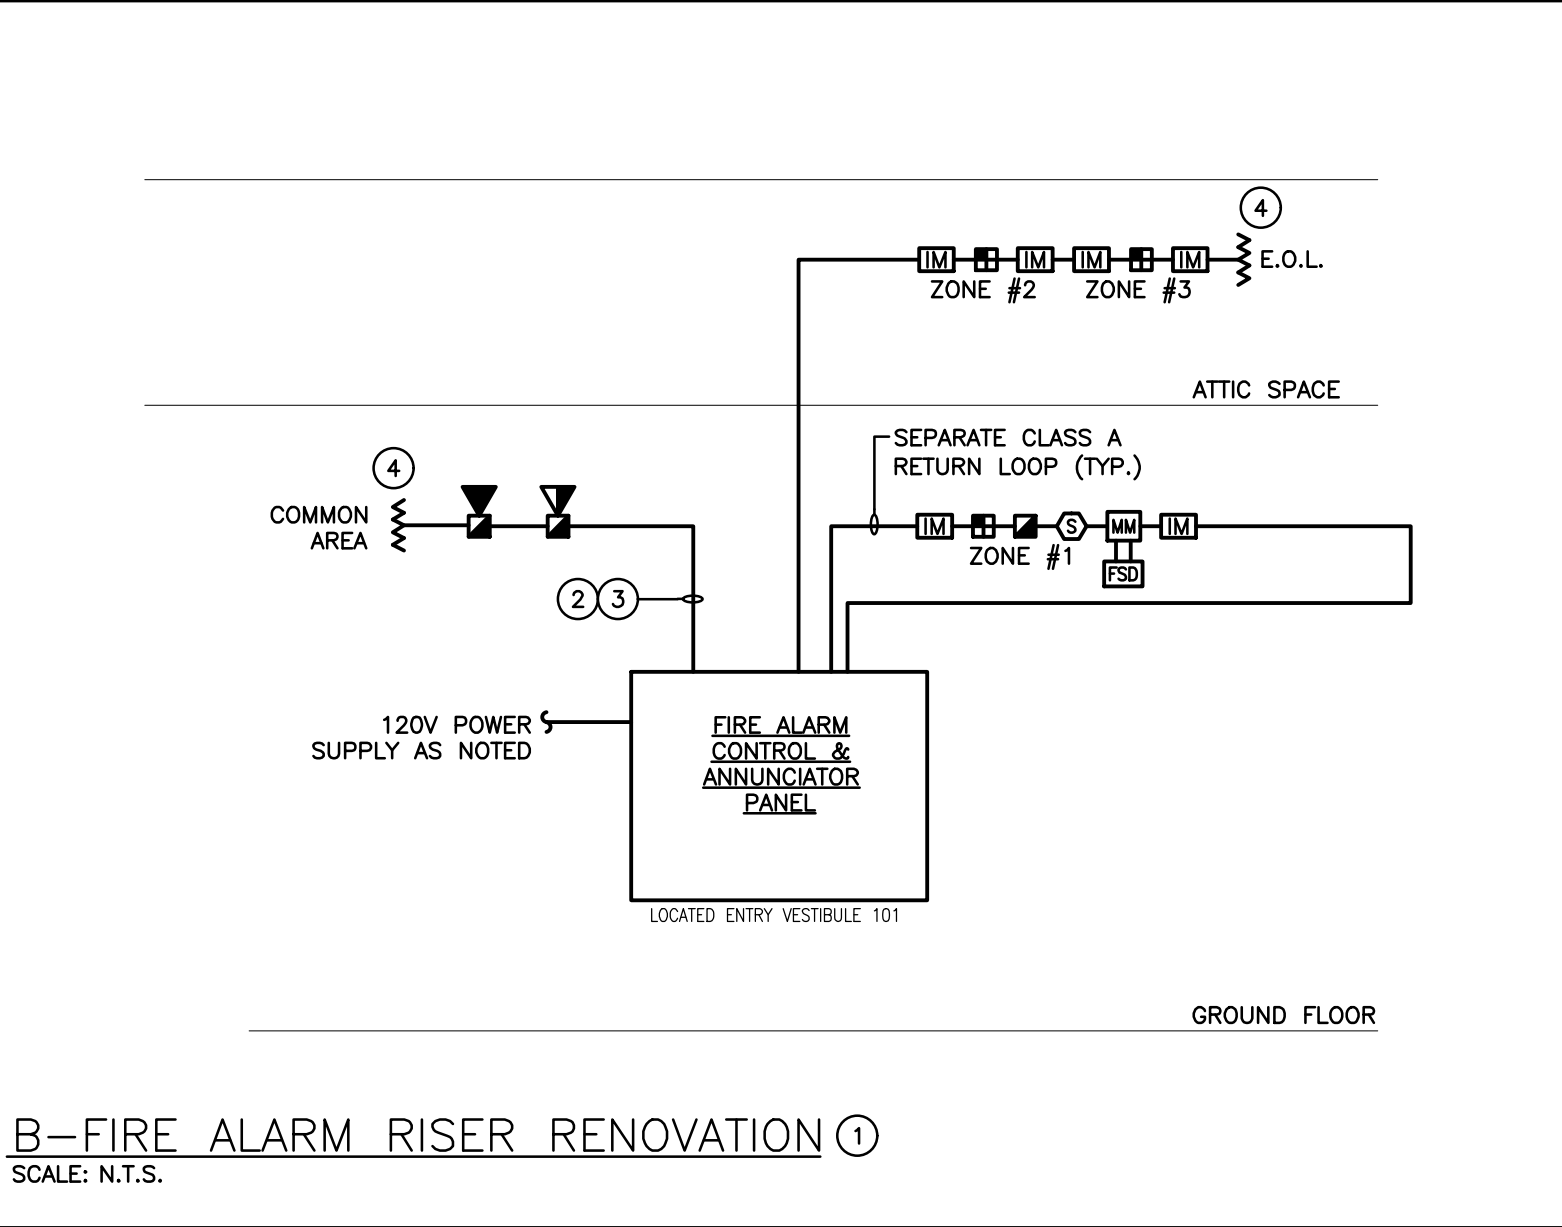 4
IM IM IM IM E.O.L.
ZONE #2 ZONE #3
ATTIC SPACE
SEPARATE CLASS A
RETURN LOOP (TYP.)
4
COMMON
AREA
IM S MM IM
ZONE #1
FSD
2 3
120V POWER
SUPPLY AS NOTED
FIRE ALARM
CONTROL &
ANNUNCIATOR
PANEL
LOCATED ENTRY VESTIBULE 101
GROUND FLOOR
B-FIRE ALARM RISER RENOVATION 1
SCALE: N.T.S.